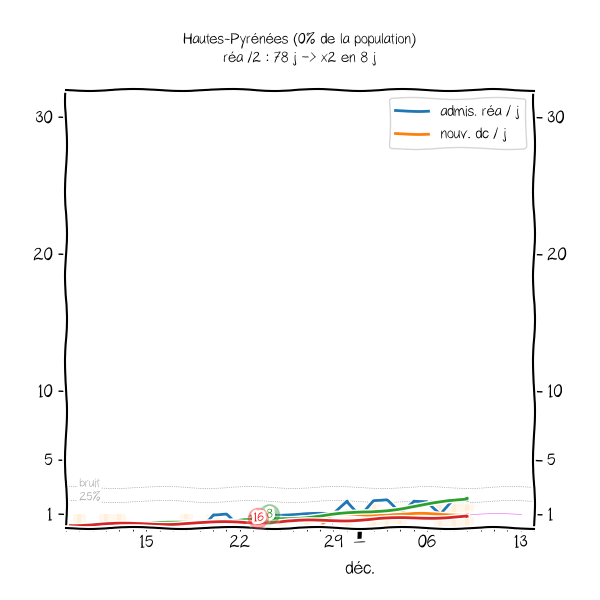 Hautes-Pyrénées (0% de la population)
réa /2 : 78 j -> x2 en 8 j
admis. réa / j
nouv. dc / j
30 30
20 20
10 10
5 5
bruit
25%
1 16 8 1
15 22 29 1 06 13
déc.